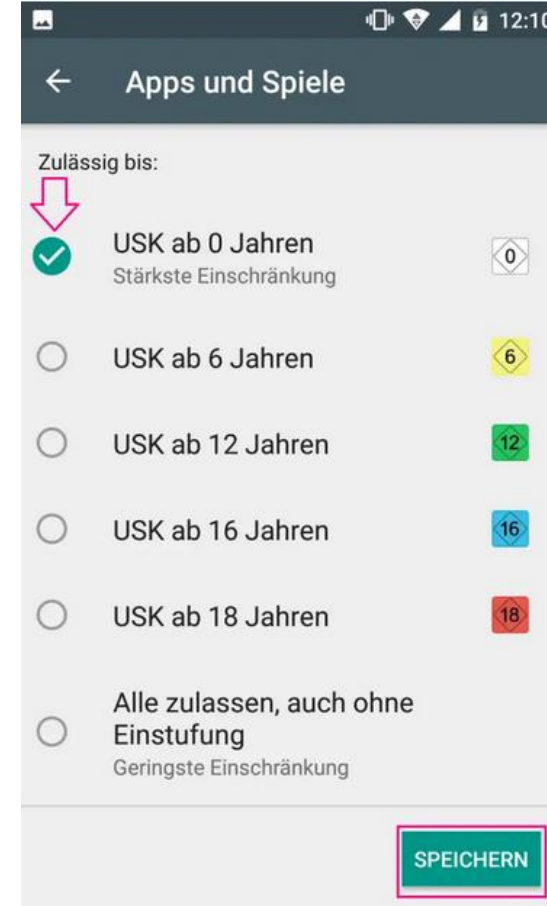 12:10
Apps und Spiele
Zulässig bis:
USK ab 0 Jahren
Stärkste Einschränkung
0
USK ab 6 Jahren
6
USK ab 12 Jahren
12
USK ab 16 Jahren
16
USK ab 18 Jahren
18
Alle zulassen, auch ohne
Einstufung
Geringste Einschränkung
SPEICHERN